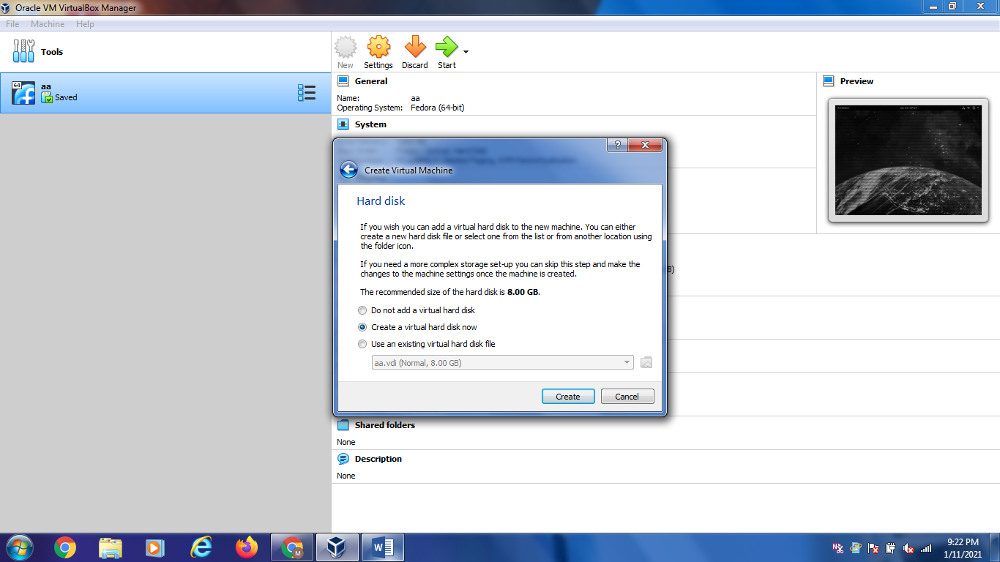 Oracle VM VirtualBox Manager
File Machine Help
Tools
New Settings Discard Start
64
aa
Saved
General
Name: aa
Operating System: Fedora (64-bit)
System
Preview
Create Virtual Machine
Hard disk
If you wish you can add a virtual hard disk to the new machine. You can either
create a new hard disk file or select one from the list or from another location using
the folder icon.
If you need a more complex storage set-up you can skip this step and make the
changes to the machine settings once the machine is created.
The recommended size of the hard disk is 8.00 GB.
Do not add a virtual hard disk
Create a virtual hard disk now
Use an existing virtual hard disk file
aa.vdi (Normal, 8.00 GB)
Create Cancel
B)
Shared folders
None
Description
None
9:22 PM
1/11/2021